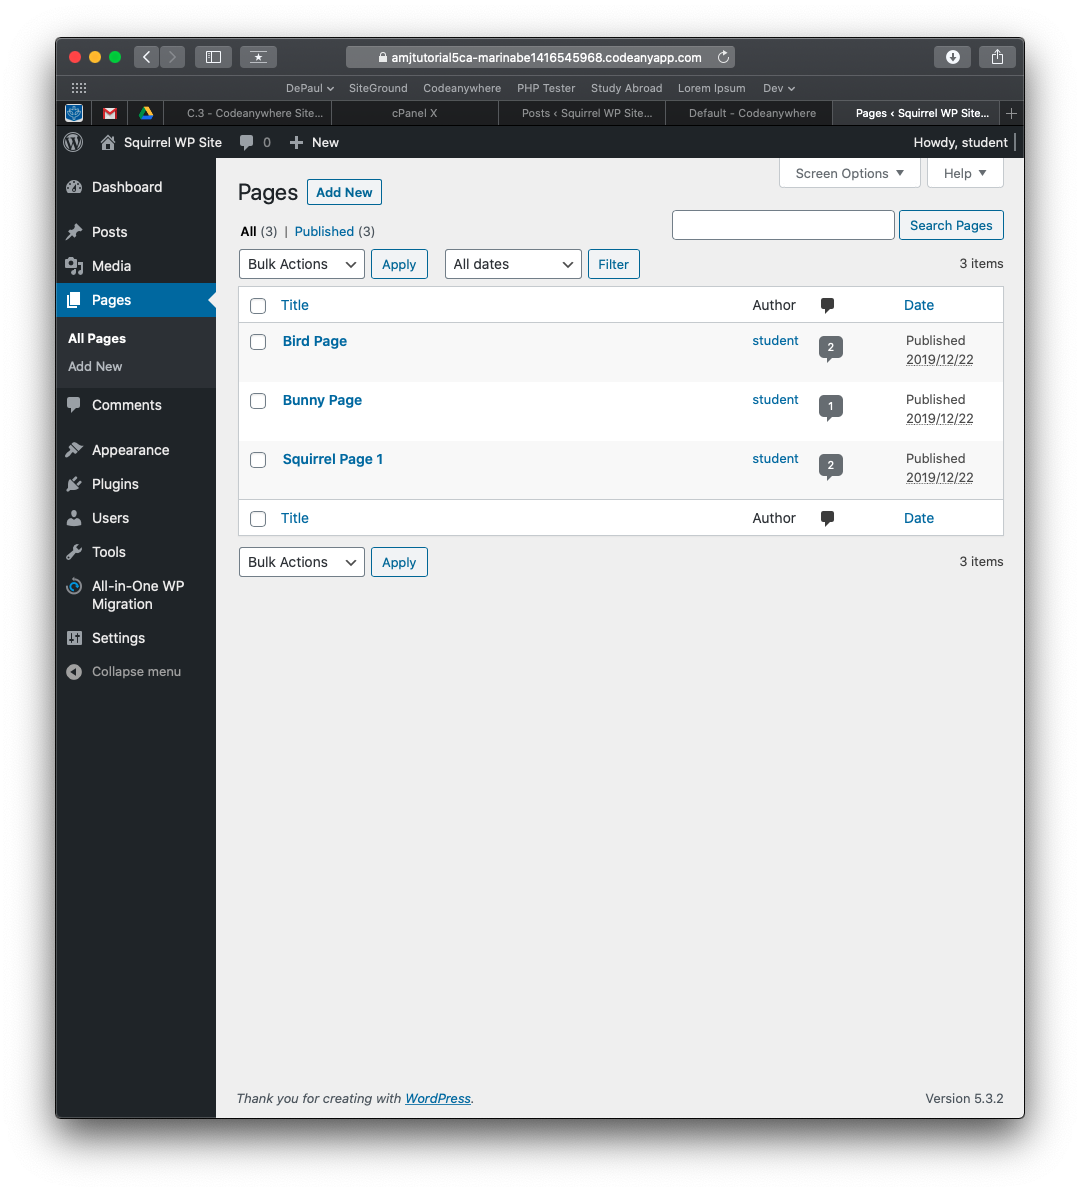 amjtutorial5ca-marinabe1416545968.codeanyapp.com
DePaul SiteGround Codeanywhere PHP Tester Study Abroad Lorem Ipsum Dev
C.3 - Codeanywhere Site... cPanel X Posts ‹ Squirrel WP Site... Default - Codeanywhere Pages ‹ Squirrel WP Site...
Squirrel WP Site 0 New Howdy, student
Dashboard
Posts
Media
Pages
All Pages
Add New
Comments
Appearance
Plugins
Users
Tools
All-in-One WP
Migration
Settings
Collapse menu
Screen Options ▼ Help ▼
Pages Add New
All (3) | Published (3)
Search Pages
Bulk Actions Apply All dates Filter
3 items
Title Author Date
Bird Page student 2 Published
2019/12/22
Bunny Page student 1 Published
2019/12/22
Squirrel Page 1 student 2 Published
2019/12/22
Title Author Date
Bulk Actions Apply 3 items
Thank you for creating with WordPress. Version 5.3.2